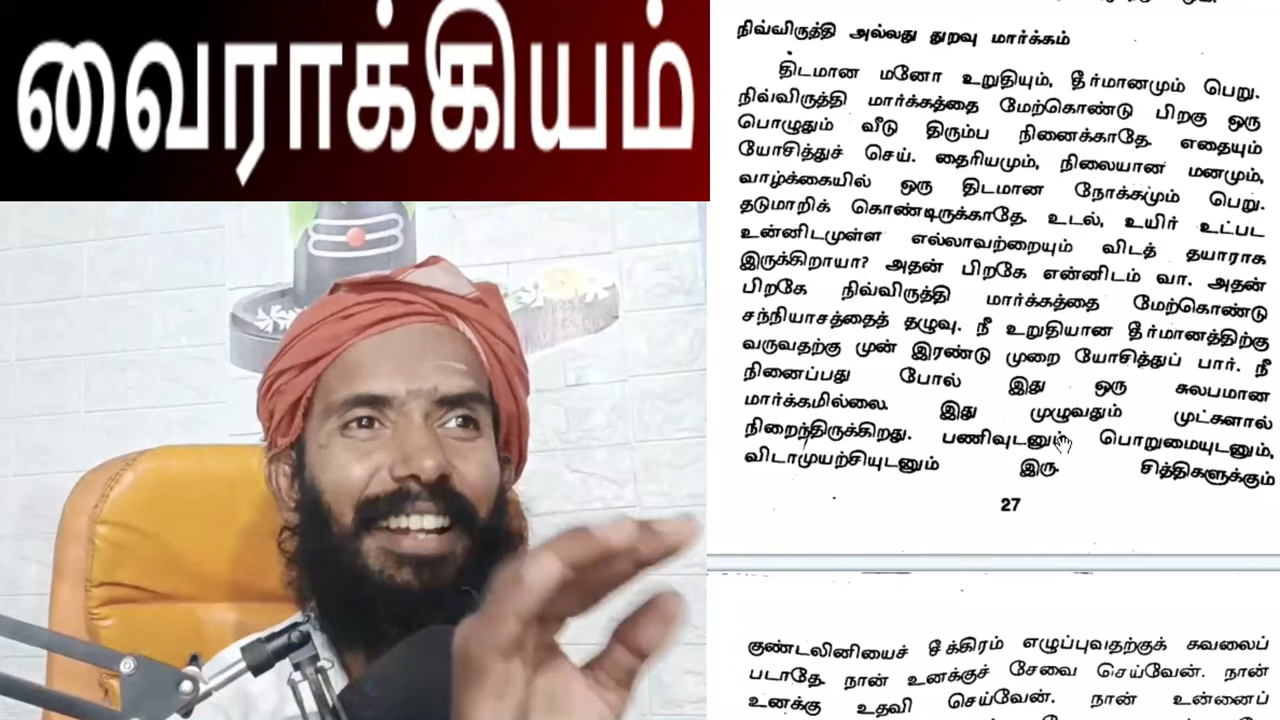 வைராக்கியம்
நிவ்விருத்தி அல்லது துறவு மார்க்கம்
திடமான மனோ உறுதியும், தீர்மானமும் பெறு.
நிவ்விருத்தி மார்க்கத்தை மேற்கொண்டு பிறகு ஒரு
பொழுதும் வீடு திரும்ப நினைக்காதே. எதையும்
யோசித்துச் செய். தைரியமும், நிலையான மனமும்,
வாழ்க்கையில் ஒரு திடமான நோக்கமும் பெறு.
தடுமாறிக் கொண்டிருக்காதே. உடல், உயிர் உட்பட
உன்னிடமுள்ள எல்லாவற்றையும் விடத் தயாராக
இருக்கிறாயா? அதன் பிறகே என்னிடம் வா. அதன்
பிறகே நிவ்விருத்தி மார்க்கத்தை மேற்கொண்டு
சந்நியாசத்தைத் தழுவு. நீ உறுதியான தீர்மானத்திற்கு
வருவதற்கு முன் இரண்டு முறை யோசித்துப் பார். நீ
நினைப்பது போல் இது ஒரு சுலபமான
மார்க்கமில்லை. இது முழுவதும் முட்களால்
நிறைந்திருக்கிறது. பணிவுடனும் பொறுமையுடனும்,
விடாமுயற்சியுடனும் இரு. சித்திகளுக்கும்
27
குண்டலினியைச் சீக்கிரம் எழுப்புவதற்குக் கவலைப்
படாதே. நான் உனக்குச் சேவை செய்வேன். நான்
உனக்கு உதவி செய்வேன். நான் உன்னைப்